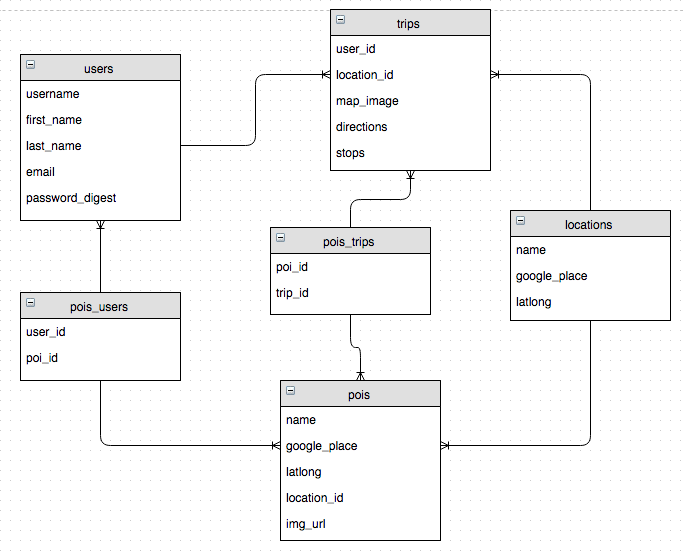 users
username
first_name
last_name
email
password_digest
trips
user_id
location_id
map_image
directions
stops
locations
name
google_place
latlong
pois_trips
poi_id
trip_id
pois_users
user_id
poi_id
pois
name
google_place
latlong
location_id
img_url